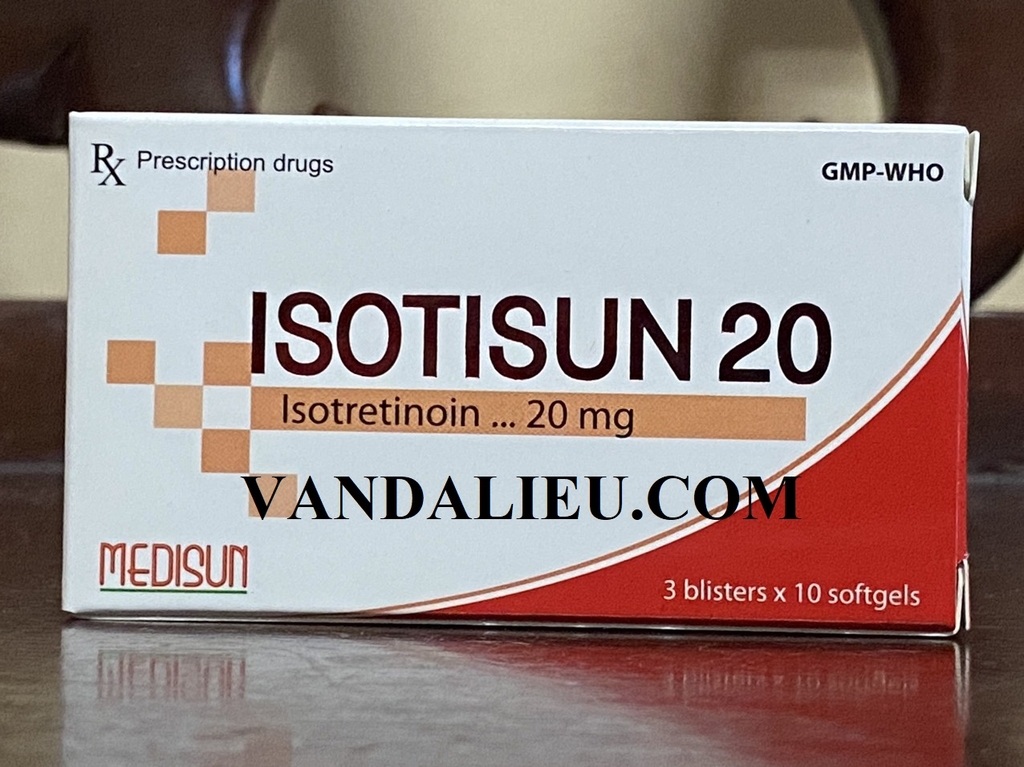 Rx Prescription drugs
GMP-WHO
ISOTISUN 20
Isotretinoin ... 20 mg
VANDALIEU.COM
MEDISUN
3 blisters x 10 softgels